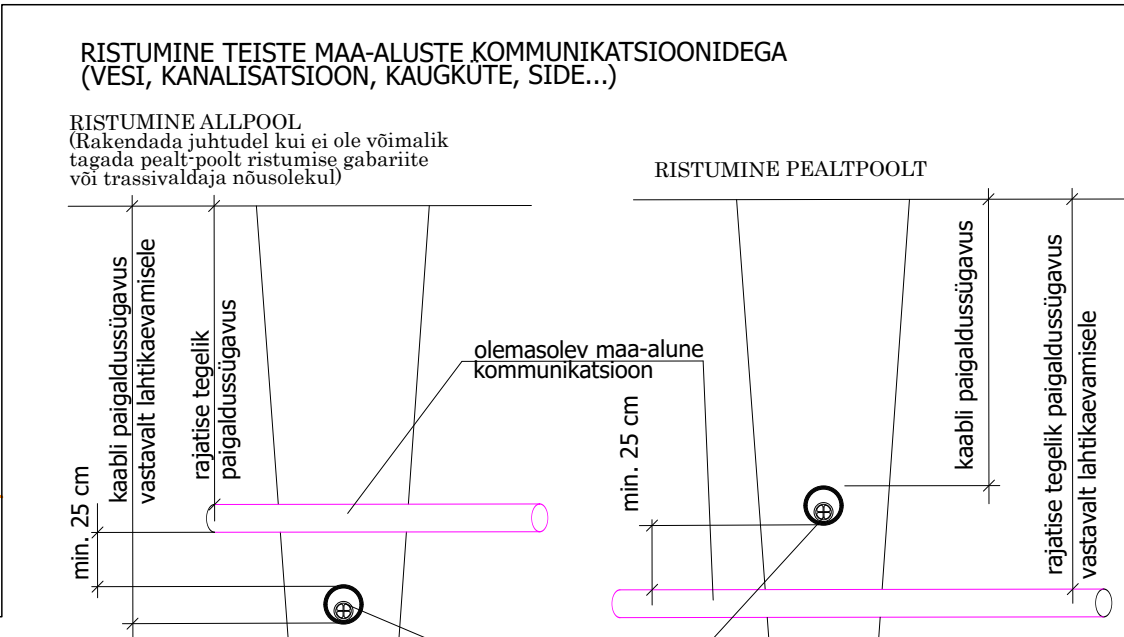 RISTUMINE TEISTE MAA-ALUSTE KOMMUNIKATSIOONIDEGA
(VESI, KANALISATSIOON, KAUGKÜTE, SIDE...)
RISTUMINE ALLPOOL
(Rakendada juhtudel kui ei ole võimalik
tagada pealt-poolt ristumise gabariite
või trassivaldaja nõusolekul)
RISTUMINE PEALTPOOLT
kaabli paigaldussügavus
vastavalt lahtikaevamisele
rajatise tegelik
paigaldussügavus
min. 25 cm
olemasolev maa-alune
kommunikatsioon
min. 25 cm
kaabli paigaldussügavus
rajatise tegelik paigaldussügavus
vastavalt lahtikaevamisele